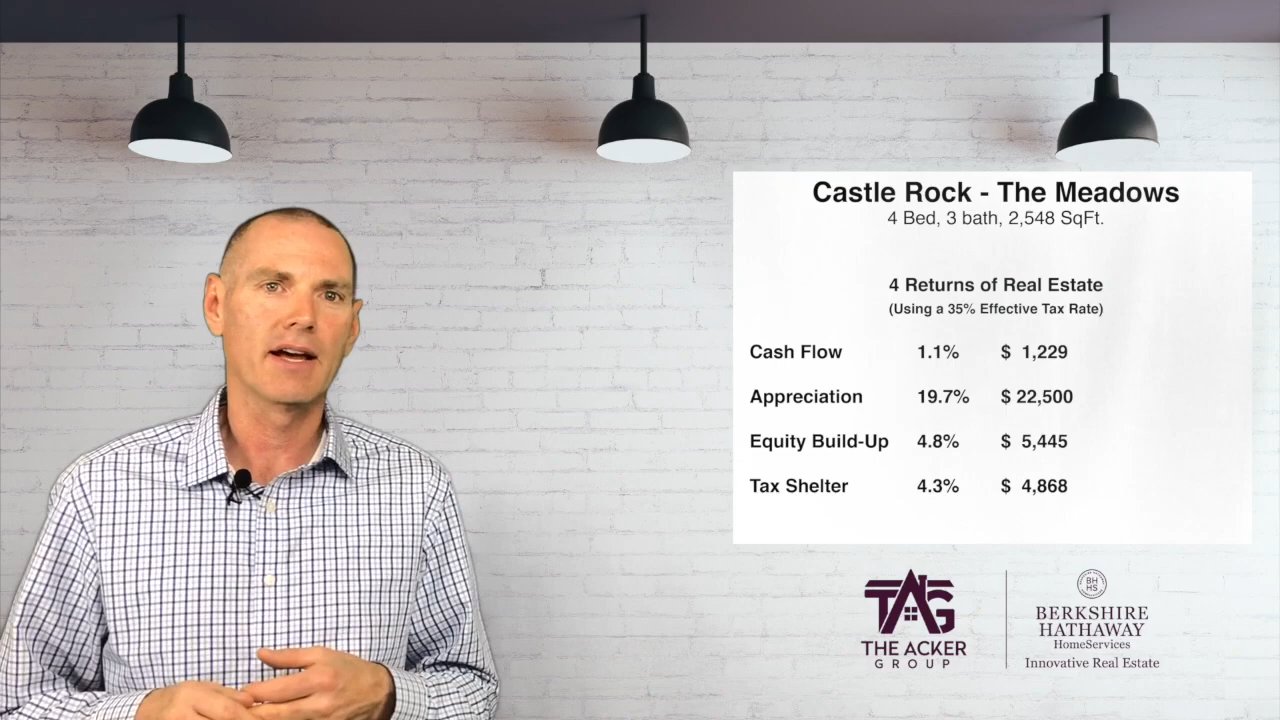 Castle Rock - The Meadows
4 Bed, 3 bath, 2,548 SqFt.
4 Returns of Real Estate
(Using a 35% Effective Tax Rate)
Cash Flow 1.1% $ 1,229
Appreciation 19.7% $ 22,500
Equity Build-Up 4.8% $ 5,445
Tax Shelter 4.3% $ 4,868
TAG
THE ACKER
GROUP
BH
HS
BERKSHIRE
HATHAWAY
HomeServices
Innovative Real Estate